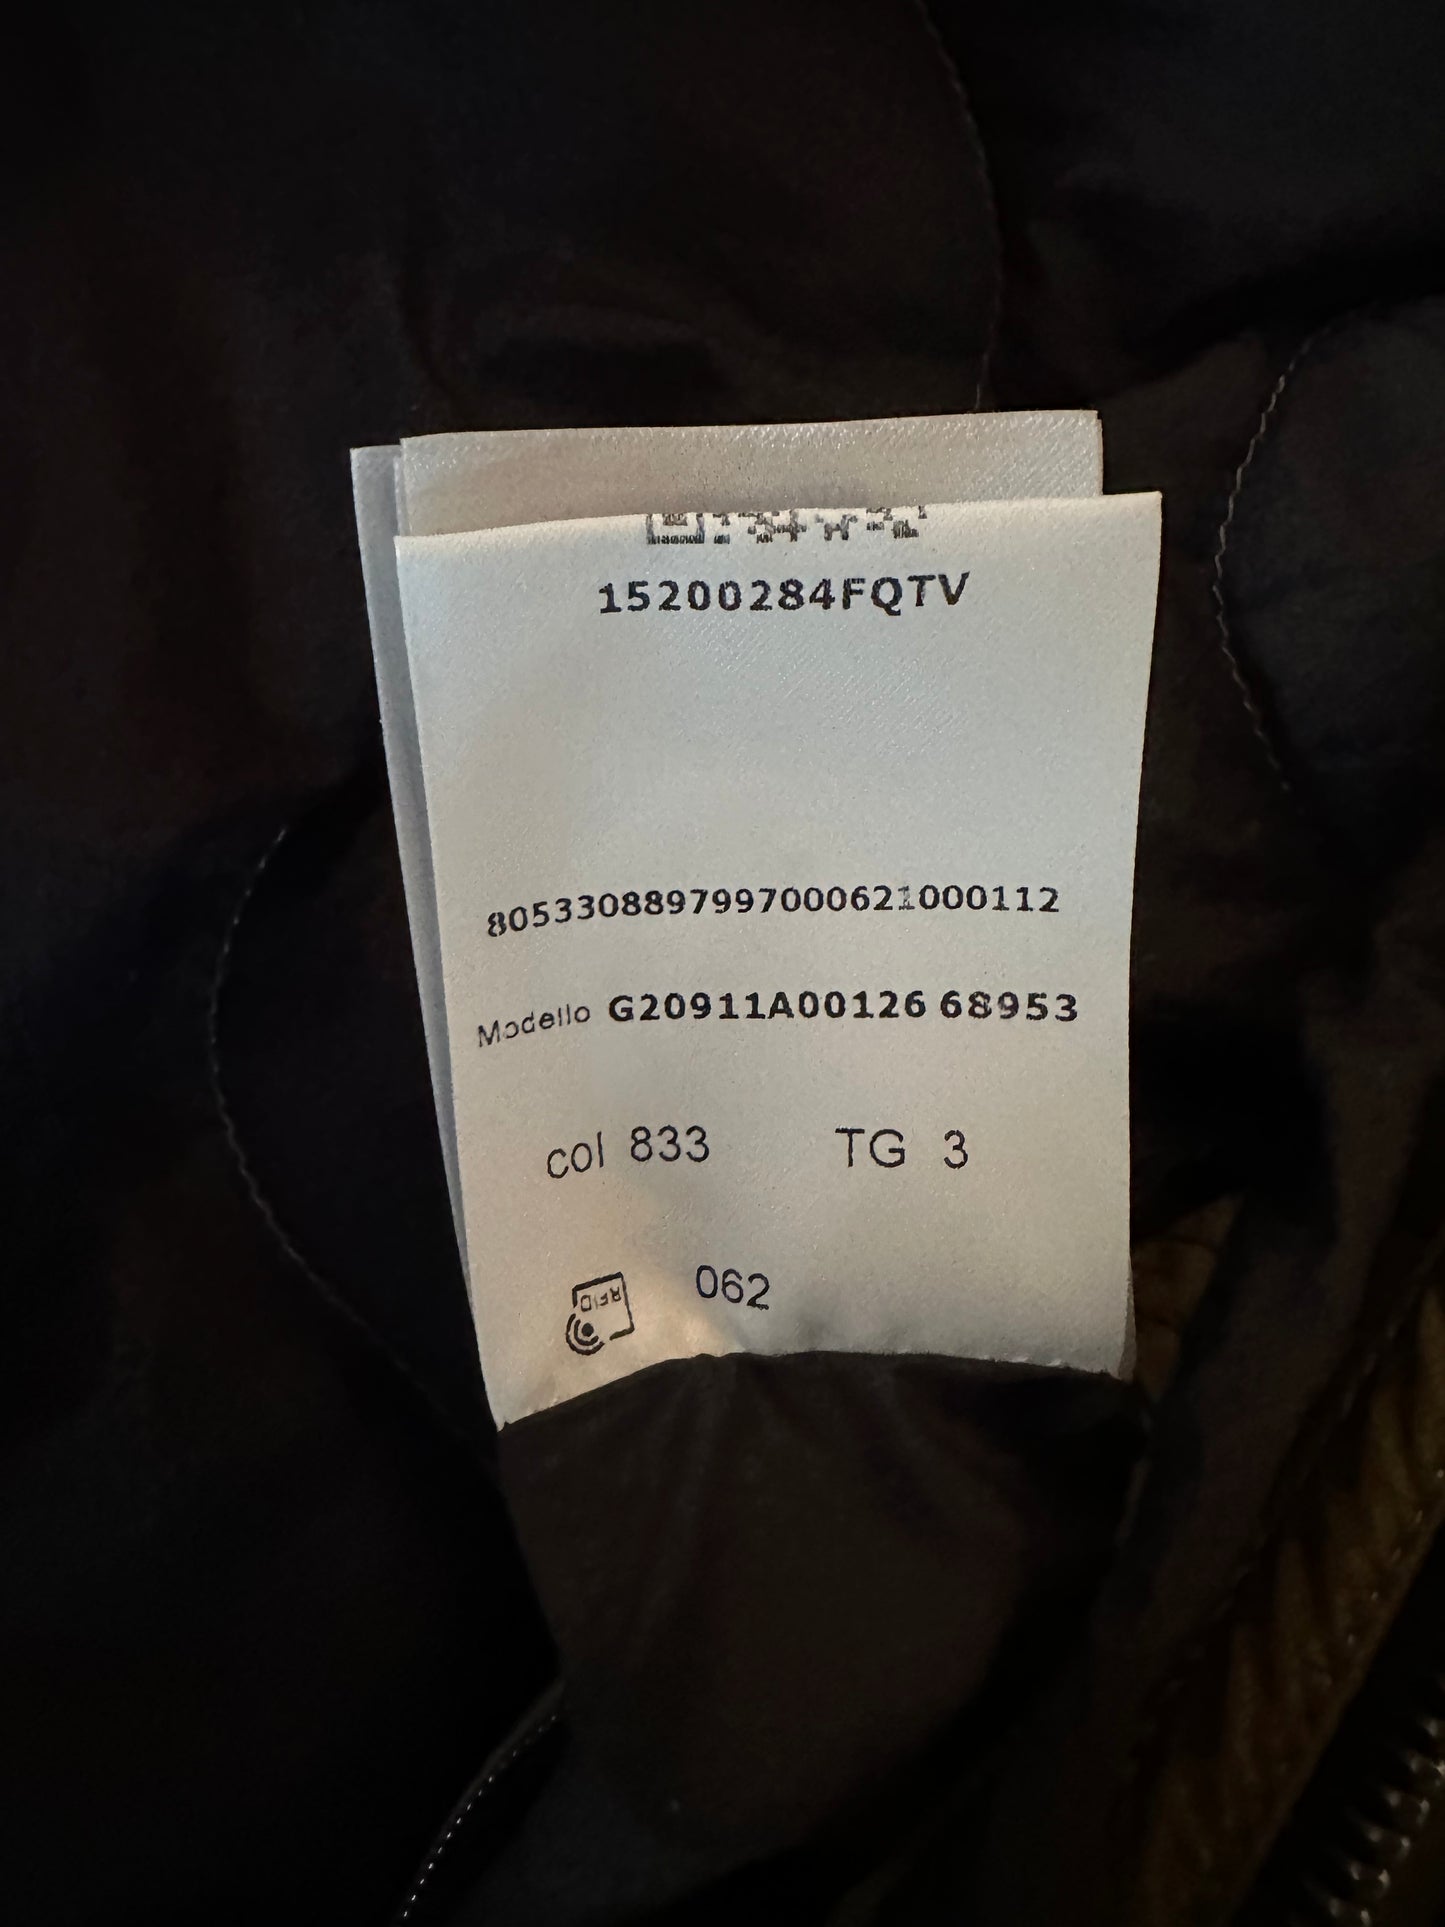 15200284FQTV
8053308897997000621000112
Modello G20911A00126 68953
col 833 TG 3
RFID 062